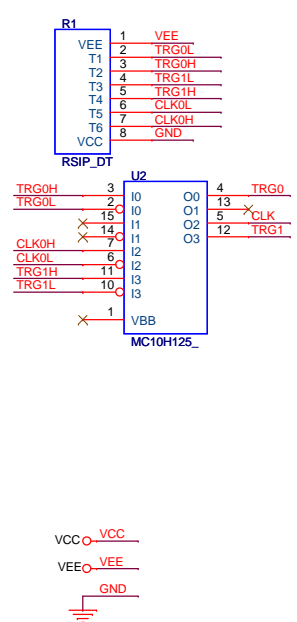 R1
VEE 1 VEE
T1 2 TRG0L
T2 3 TRG0H
T3 4 TRG1L
T4 5 TRG1H
T5 6 CLK0L
T6 7 CLK0H
VCC 8 GND
RSIP_DT
U2
TRG0H 3 I0 O0 4 TRG0
TRG0L 2 I0 O1 13
15 I1 O2 5 CLK
14 I1 O3 12 TRG1
CLK0H 7 I2
CLK0L 6 I2
TRG1H 11 I3
TRG1L 10 I3
1 VBB
MC10H125_
VCC VCC
VEE VEE
GND